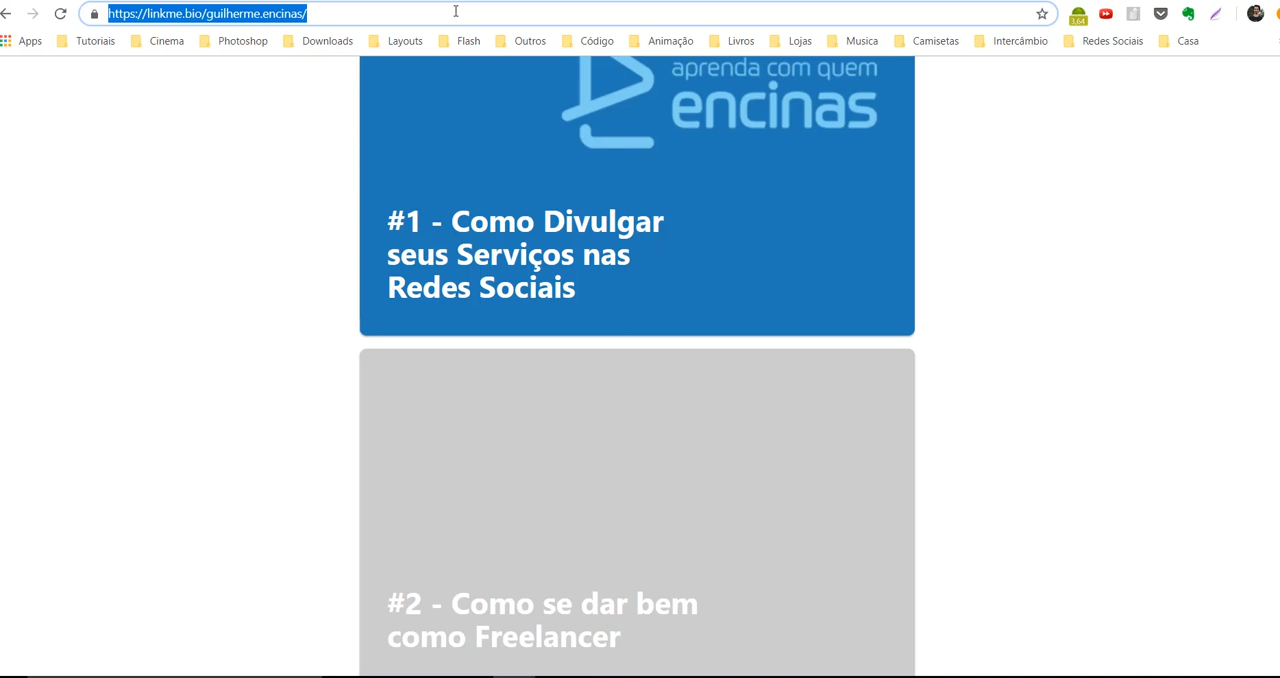 https://linkme.bio/guilherme.encinas/
1.64
Apps Tutoriais Cinema Photoshop Downloads Layouts Flash Outros Código Animação Livros Lojas Musica Camisetas Intercâmbio Redes Sociais Casa
aprenda com quem
encinas
#1 - Como Divulgar
seus Serviços nas
Redes Sociais
#2 - Como se dar bem
como Freelancer